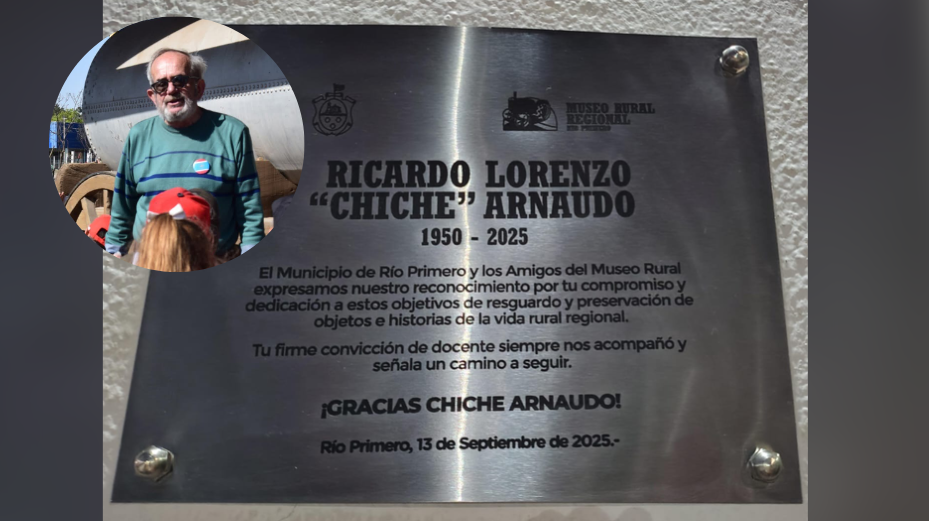 MUSEO RURAL
REGIONAL
RÍO PRIMERO
RICARDO LORENZO
“CHICHE” ARNAUDO
1950 - 2025
El Municipio de Río Primero y los Amigos del Museo Rural
expresamos nuestro reconocimiento por tu compromiso y
dedicación a estos objetivos de resguardo y preservación de
objetos e historias de la vida rural regional.
Tu firme convicción de docente siempre nos acompañó y
señala un camino a seguir.
¡GRACIAS CHICHE ARNAUDO!
Río Primero, 13 de Septiembre de 2025.-